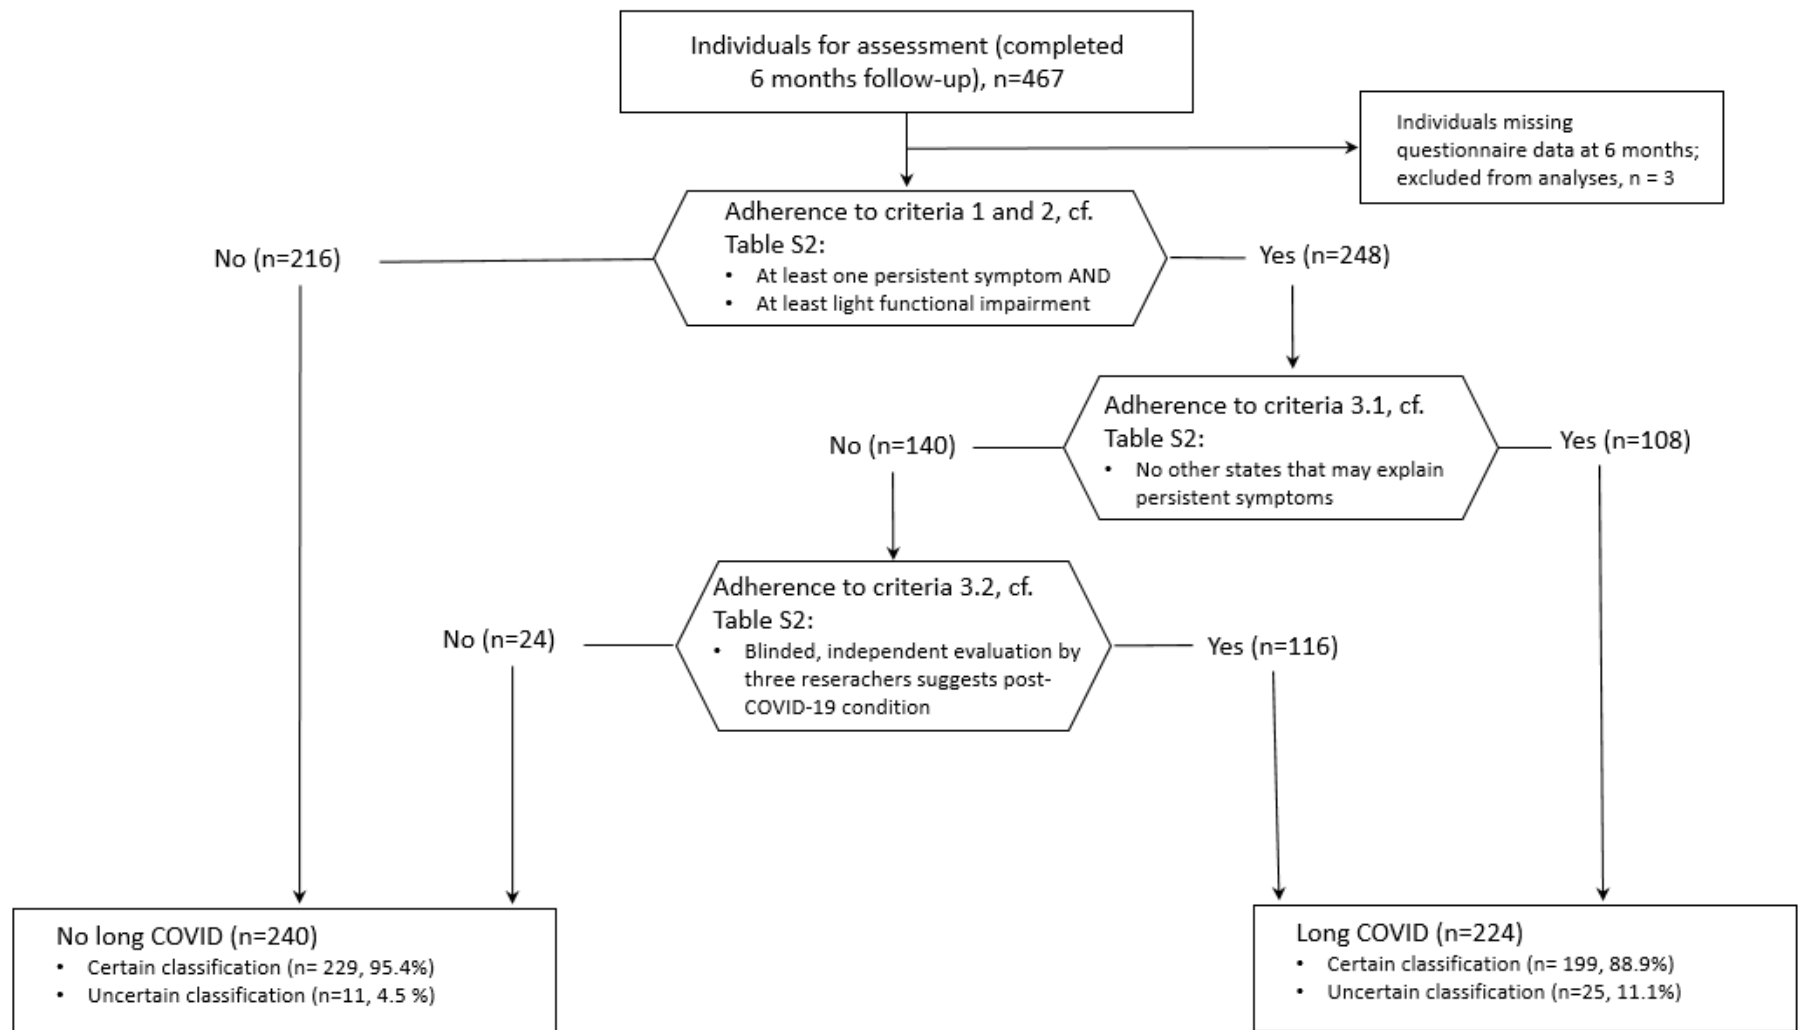 Individuals for assessment (completed
6 months follow-up), n=467
Individuals missing
questionnaire data at 6 months;
excluded from analyses, n = 3
Adherence to criteria 1 and 2, cf.
Table S2:
• At least one persistent symptom AND
• At least light functional impairment
No (n=216)
Yes (n=248)
Adherence to criteria 3.1, cf.
Table S2:
• No other states that may explain
persistent symptoms
No (n=140)
Yes (n=108)
Adherence to criteria 3.2, cf.
Table S2:
• Blinded, independent evaluation by
three reserachers suggests post-
COVID-19 condition
No (n=24)
Yes (n=116)
No long COVID (n=240)
• Certain classification (n= 229, 95.4%)
• Uncertain classification (n=11, 4.5 %)
Long COVID (n=224)
• Certain classification (n= 199, 88.9%)
• Uncertain classification (n=25, 11.1%)